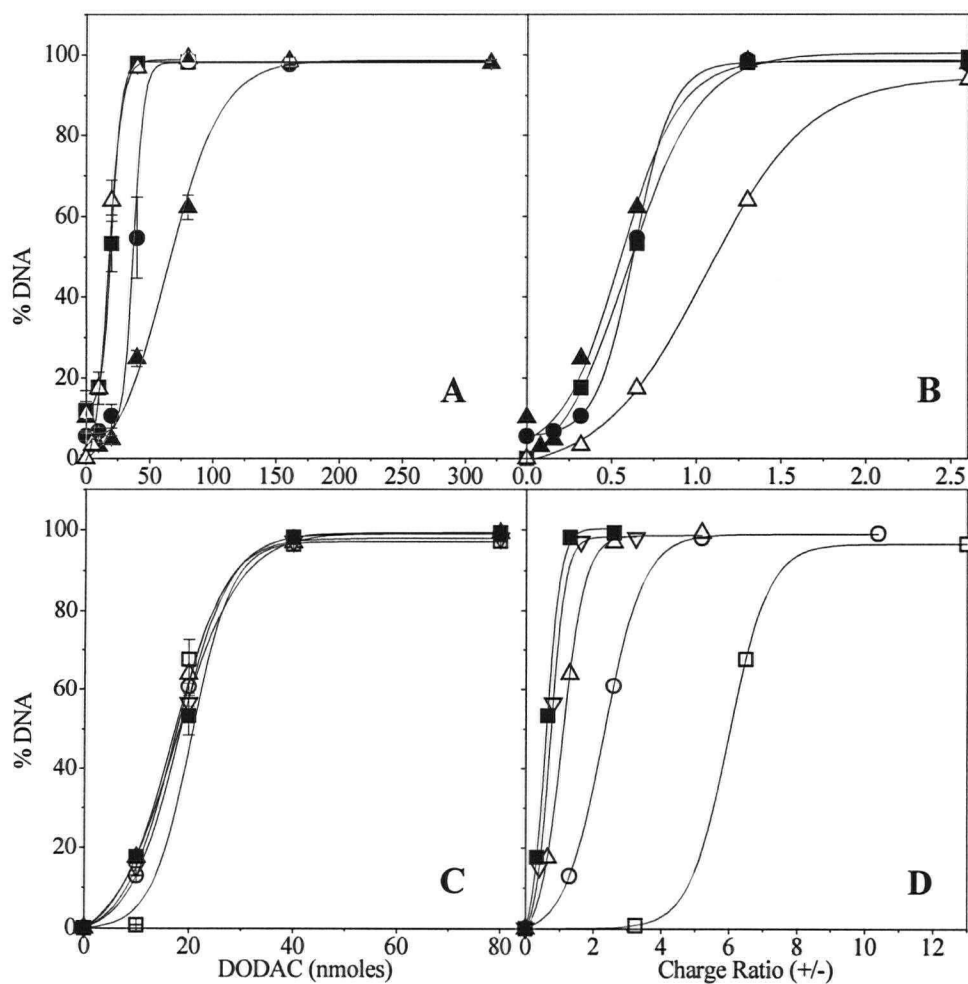 100
80
60
40
20
0
% DNA
A
B
0 50 100 150 200 250 300
0.0 0.5 1.0 1.5 2.0 2.5
100
80
60
40
20
0
% DNA
C
D
0 20 40 60 80
0 2 4 6 8 10 12
DODAC (nmoles)
Charge Ratio (+/-)